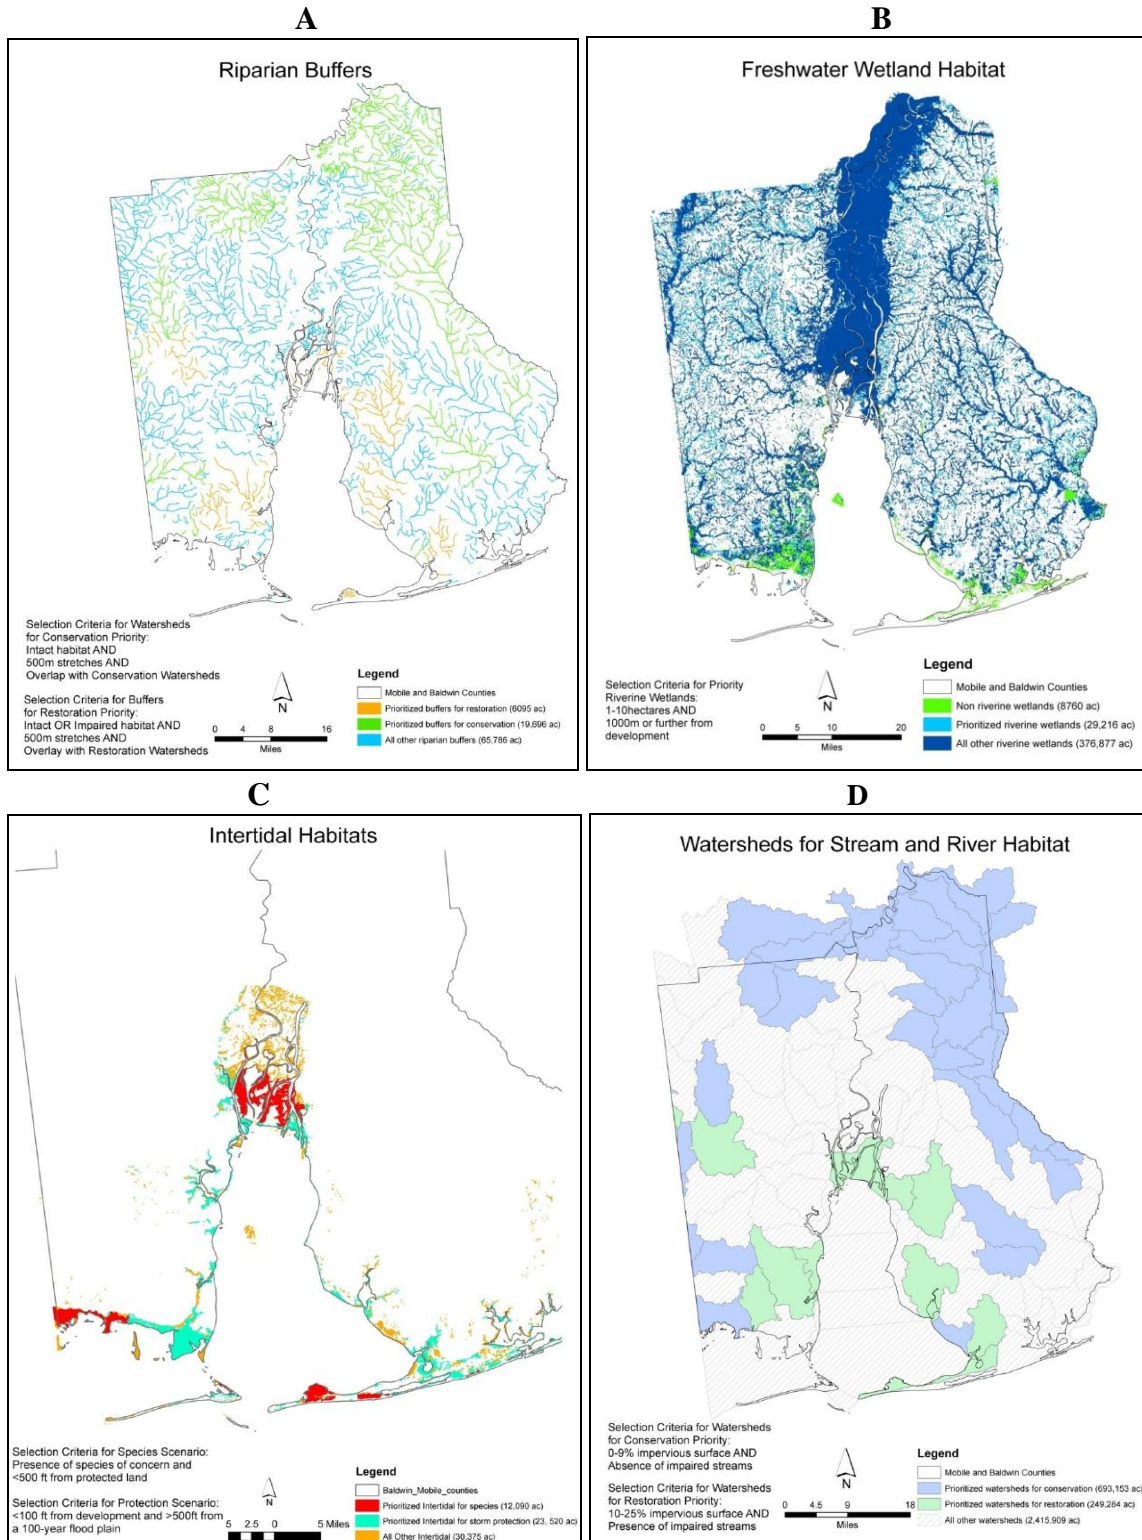 A
Riparian Buffers
Selection Criteria for Watersheds
for Conservation Priority:
Intact habitat AND
500m stretches AND
Overlap with Conservation Watersheds
Selection Criteria for Buffers
for Restoration Priority:
Intact OR Impaired habitat AND
500m stretches AND
Overlay with Restoration Watersheds
N
0 4 8 16
Miles
Legend
Mobile and Baldwin Counties
Prioritized buffers for restoration (6095 ac)
Prioritized buffers for conservation (19,696 ac)
All other riparian buffers (65,786 ac)
B
Freshwater Wetland Habitat
Selection Criteria for Priority
Riverine Wetlands:
1-10hectares AND
1000m or further from
development
N
0 5 10 20
Miles
Legend
Mobile and Baldwin Counties
Non riverine wetlands (8760 ac)
Prioritized riverine wetlands (29,216 ac)
All other riverine wetlands (376,877 ac)
C
Intertidal Habitats
Selection Criteria for Species Scenario:
Presence of species of concern and
<500 ft from protected land
Selection Criteria for Protection Scenario:
<100 ft from development and >500ft from
a 100-year flood plain
N
5 2.5 0 5 Miles
Legend
Baldwin_Mobile_counties
Prioritized Intertidal for species (12,090 ac)
Prioritized Intertidal for storm protection (23, 520 ac)
All Other Intertidal (30,375 ac)
D
Watersheds for Stream and River Habitat
Selection Criteria for Watersheds
for Conservation Priority:
0-9% impervious surface AND
Absence of impaired streams
Selection Criteria for Watersheds
for Restoration Priority:
10-25% impervious surface AND
Presence of impaired streams
N
0 4.5 9 18
Miles
Legend
Mobile and Baldwin Counties
Prioritized watersheds for conservation (693,153 ac)
Prioritized watersheds for restoration (249,284 ac)
All other watersheds (2,415,909 ac)